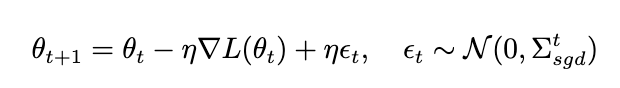 θ_{t+1} = θ_t − η∇L(θ_t) + ηϵ_t, ϵ_t ∼ 𝒩(0, Σ^t_{sgd})